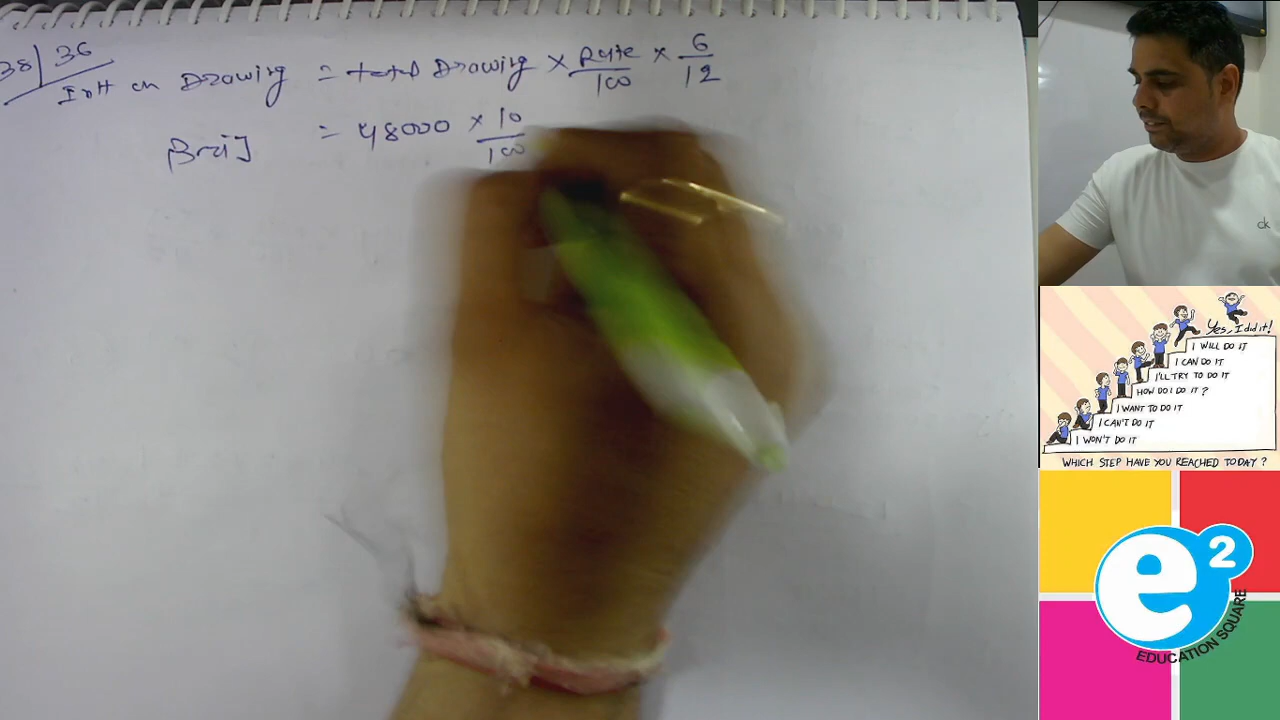 38| 36
Intt on Drawing = total Drawing × Rate/100 × 6/12
Brij = 48000 × 10/100
ck
Yes, I did it!
I WILL DO IT
I CAN DO IT
I'LL TRY TO DO IT
HOW DO I DO IT?
I WANT TO DO IT
I CAN'T DO IT
I WON'T DO IT
WHICH STEP HAVE YOU REACHED TODAY?
e2
EDUCATION SQUARE